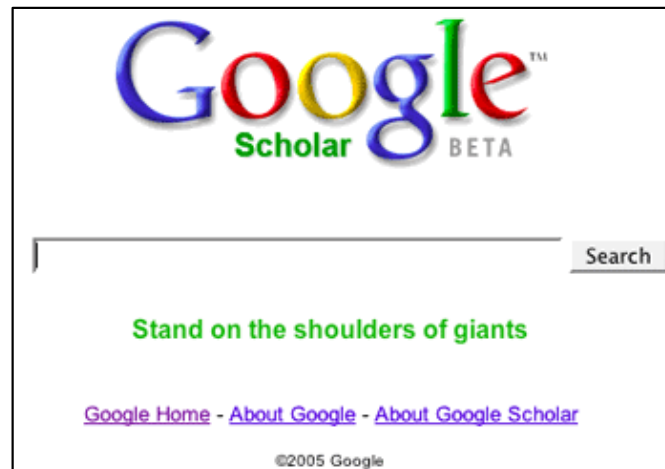 Google™
Scholar BETA
Search
Stand on the shoulders of giants
Google Home - About Google - About Google Scholar
©2005 Google